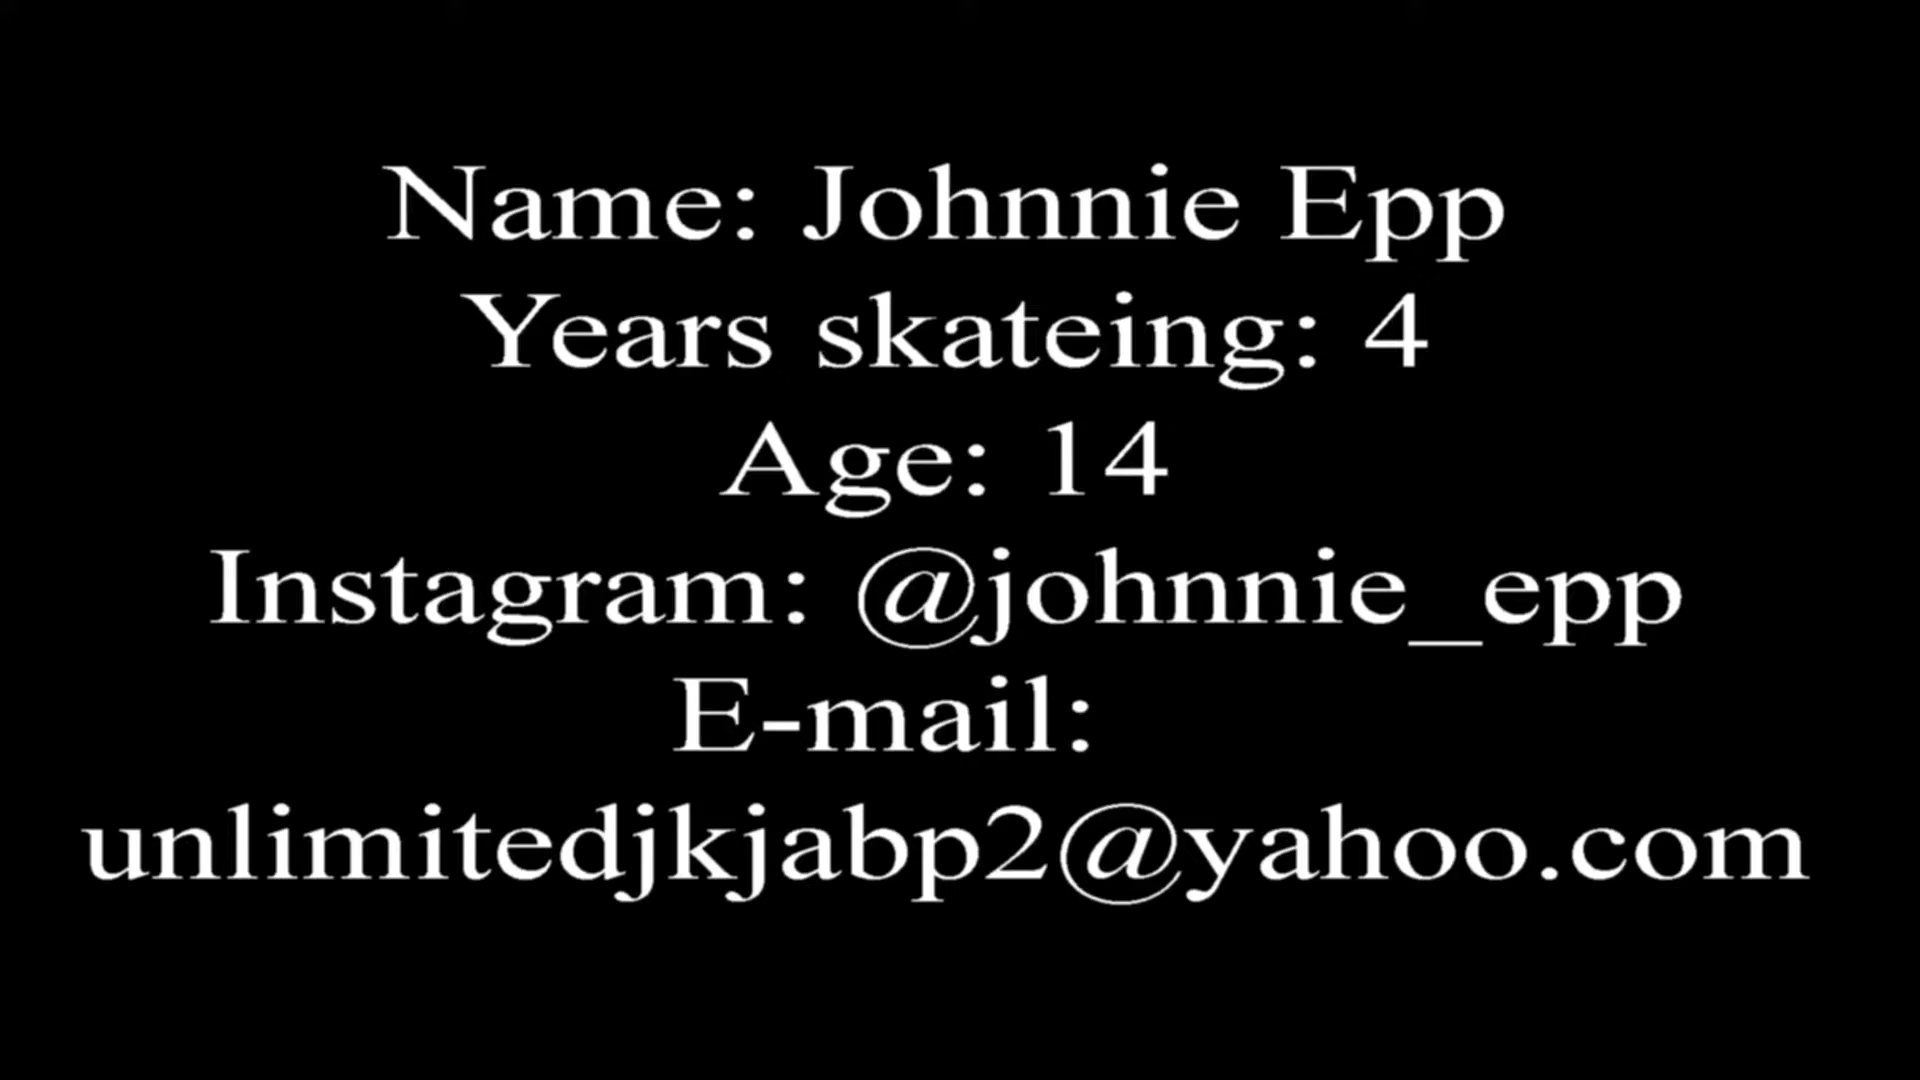 Name: Johnnie Epp
Years skateing: 4
Age: 14
Instagram: @johnnie_epp
E-mail:
unlimitedjkjabp2@yahoo.com